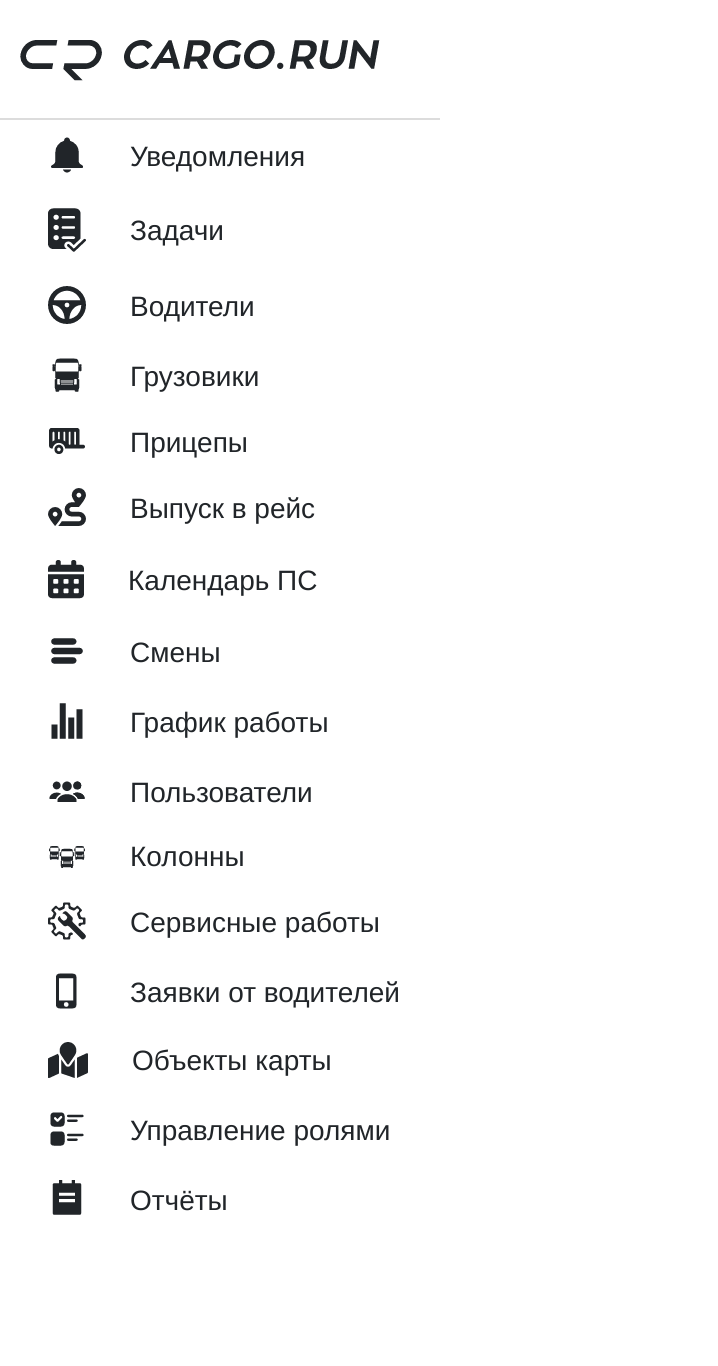 CARGO.RUN
Уведомления
Задачи
Водители
Грузовики
Прицепы
Выпуск в рейс
Календарь ПС
Смены
График работы
Пользователи
Колонны
Сервисные работы
Заявки от водителей
Объекты карты
Управление ролями
Отчёты